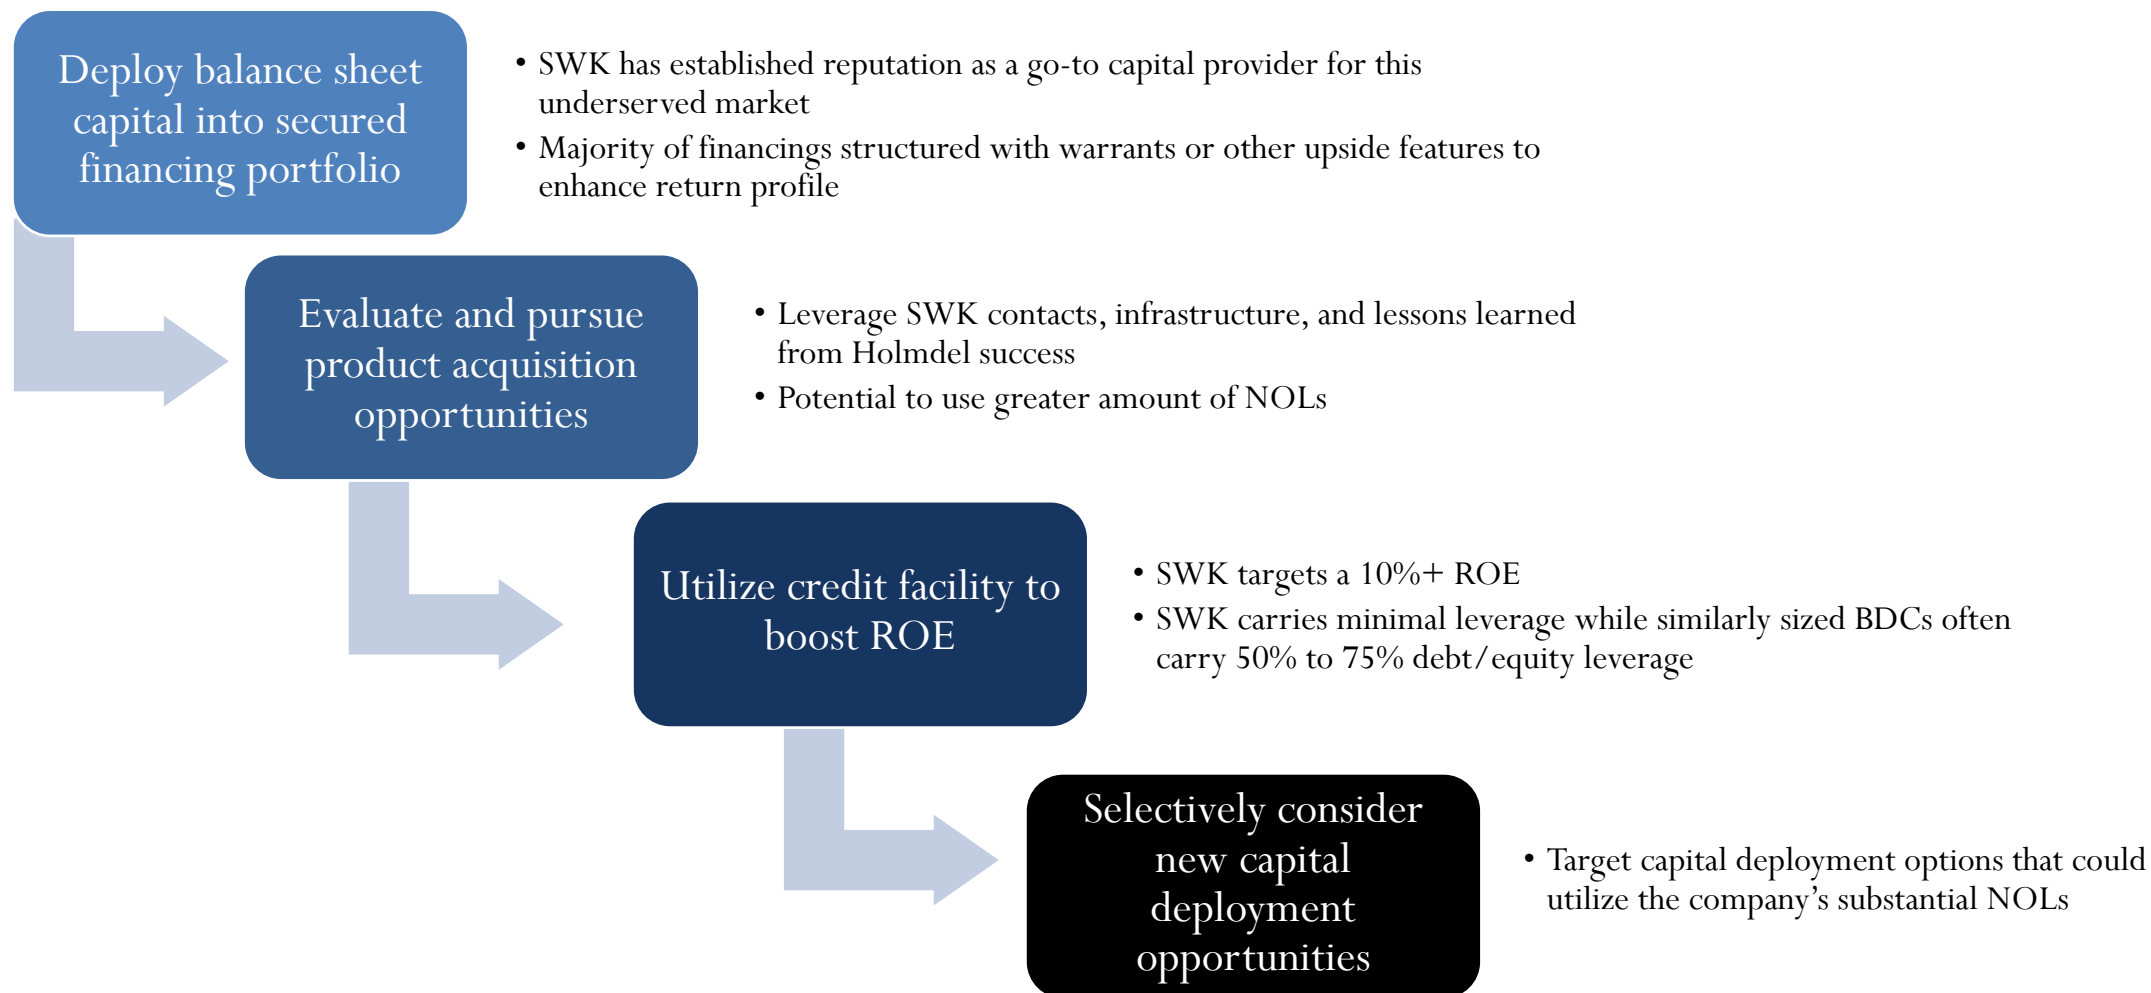 Deploy balance sheet
capital into secured
financing portfolio
• SWK has established reputation as a go-to capital provider for this
underserved market
• Majority of financings structured with warrants or other upside features to
enhance return profile
Evaluate and pursue
product acquisition
opportunities
• Leverage SWK contacts, infrastructure, and lessons learned
from Holmdel success
• Potential to use greater amount of NOLs
Utilize credit facility to
boost ROE
• SWK targets a 10%+ ROE
• SWK carries minimal leverage while similarly sized BDCs often
carry 50% to 75% debt/equity leverage
Selectively consider
new capital
deployment
opportunities
• Target capital deployment options that could
utilize the company’s substantial NOLs